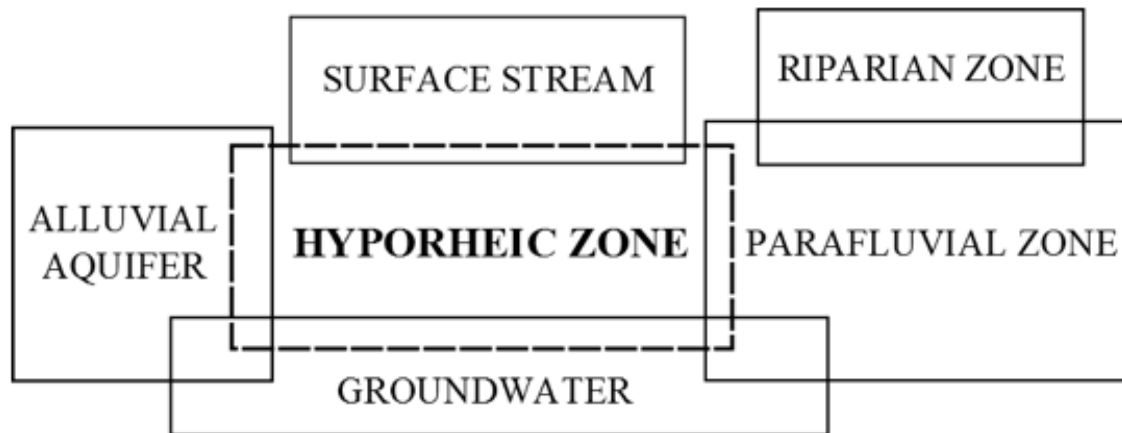 SURFACE STREAM
RIPARIAN ZONE
ALLUVIAL
AQUIFER
HYPORHEIC ZONE
PARAFLUVIAL ZONE
GROUNDWATER